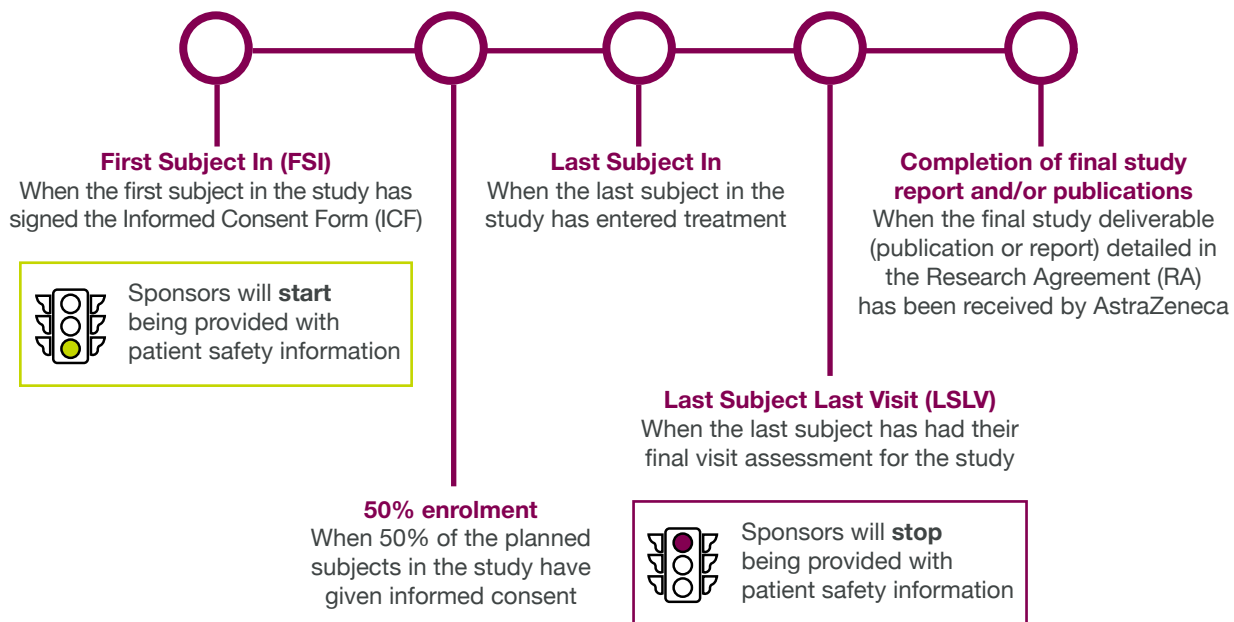 First Subject In (FSI)
When the first subject in the study has
signed the Informed Consent Form (ICF)
Sponsors will start
being provided with
patient safety information
50% enrolment
When 50% of the planned
subjects in the study have
given informed consent
Last Subject In
When the last subject in the
study has entered treatment
Last Subject Last Visit (LSLV)
When the last subject has had their
final visit assessment for the study
Sponsors will stop
being provided with
patient safety information
Completion of final study
report and/or publications
When the final study deliverable
(publication or report) detailed in
the Research Agreement (RA)
has been received by AstraZeneca